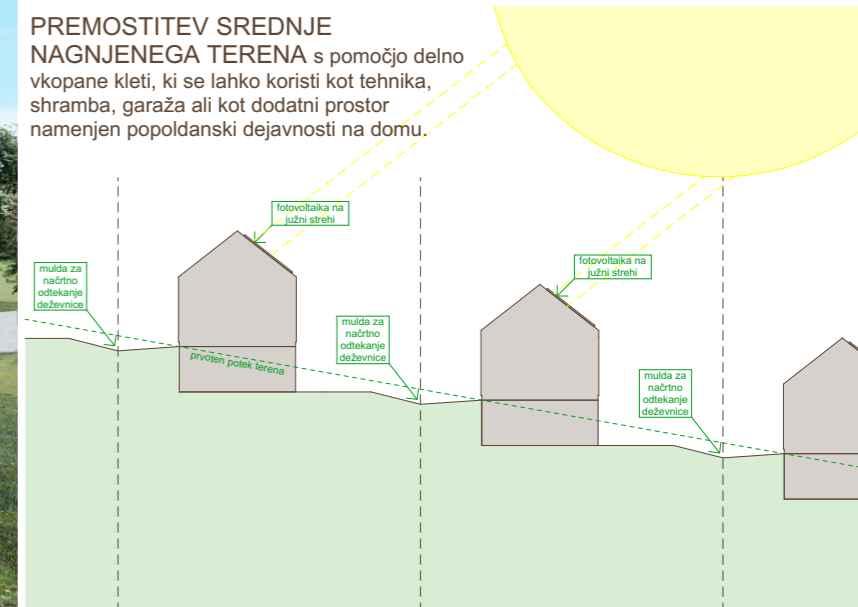 PREMOSTITEV SREDNJE
NAGNJENEGA TERENA s pomočjo delno
vkopane kleti, ki se lahko koristi kot tehnika,
shramba, garaža ali kot dodatni prostor
namenjen popoldanski dejavnosti na domu.
fotovoltaika na
južni strehi
mulda za
načrtno
odtekanje
deževnice
prvoten potek terena
fotovoltaika na
južni strehi
mulda za
načrtno
odtekanje
deževnice
mulda za
načrtno
odtekanje
deževnice